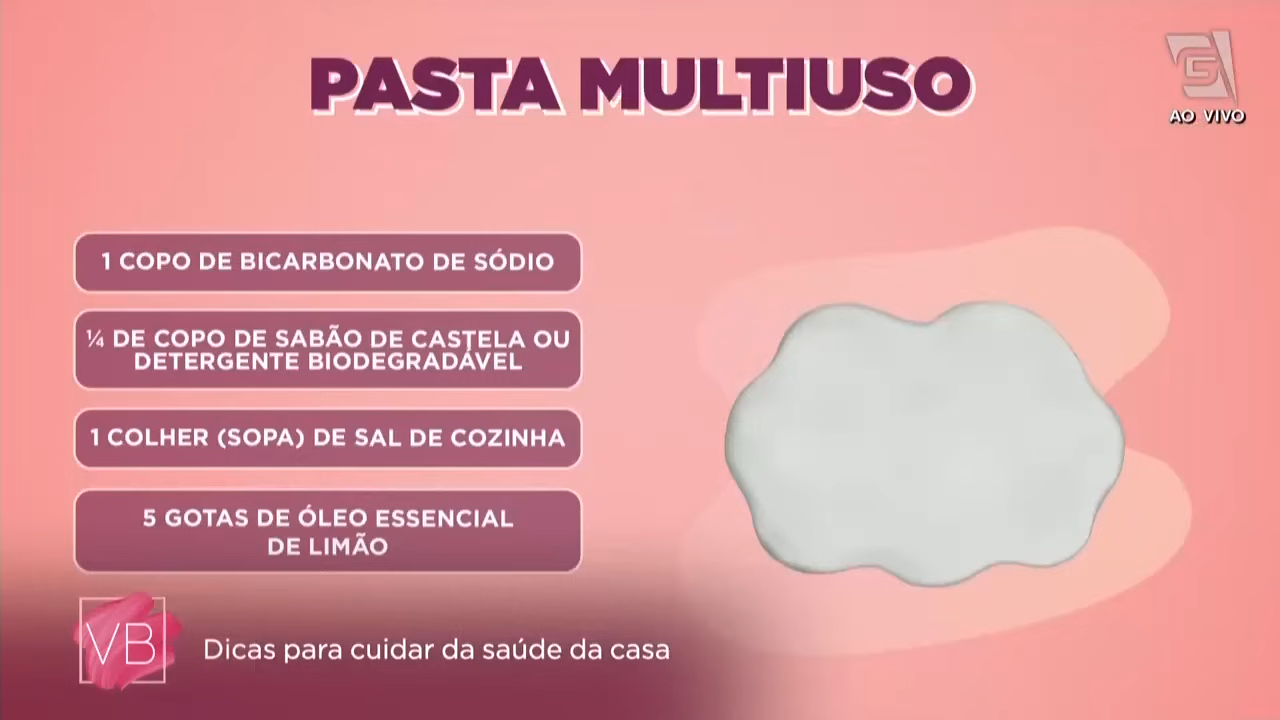 PASTA MULTIUSO
AO VIVO
1 COPO DE BICARBONATO DE SÓDIO
¼ DE COPO DE SABÃO DE CASTELA OU
DETERGENTE BIODEGRADÁVEL
1 COLHER (SOPA) DE SAL DE COZINHA
5 GOTAS DE ÓLEO ESSENCIAL
DE LIMÃO
VB
Dicas para cuidar da saúde da casa